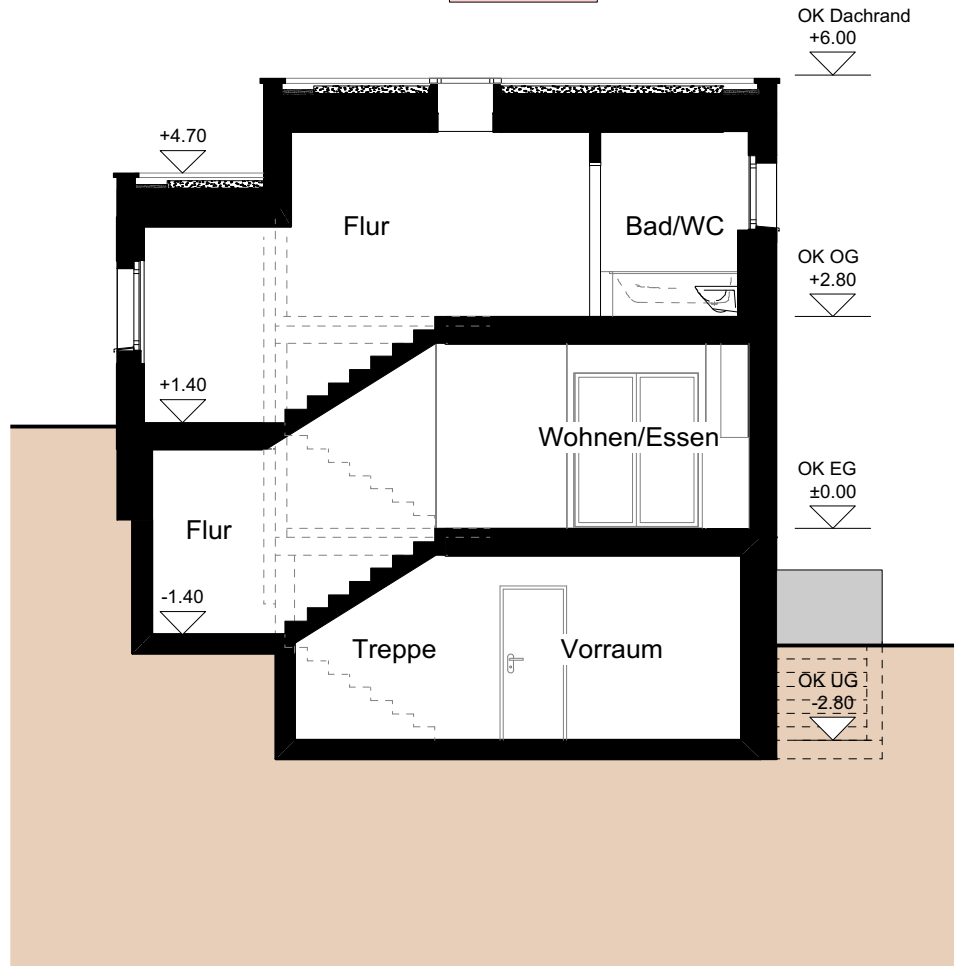 OK Dachrand
+6.00
+4.70
Flur
Bad/WC
OK OG
+2.80
+1.40
Wohnen/Essen
OK EG
±0.00
Flur
-1.40
Treppe
Vorraum
OK UG
-2.80